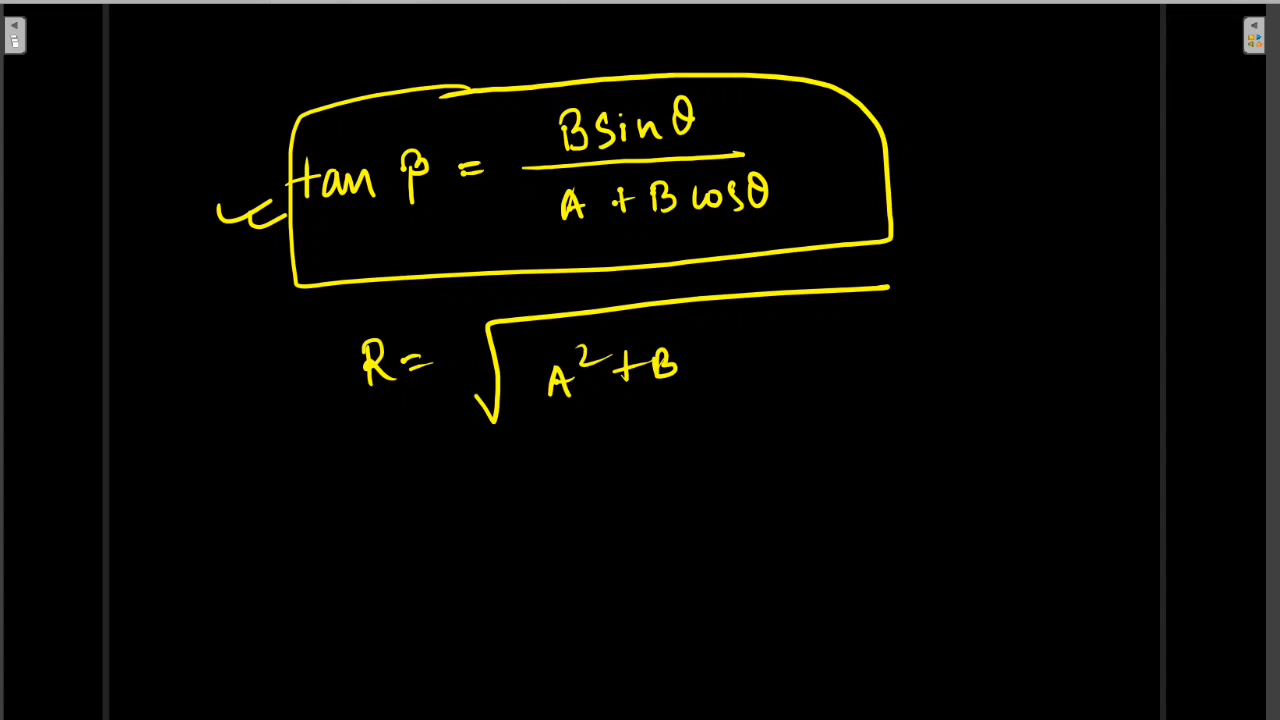 tan β = B sin θ / A + B cos θ
R = √ A² + B